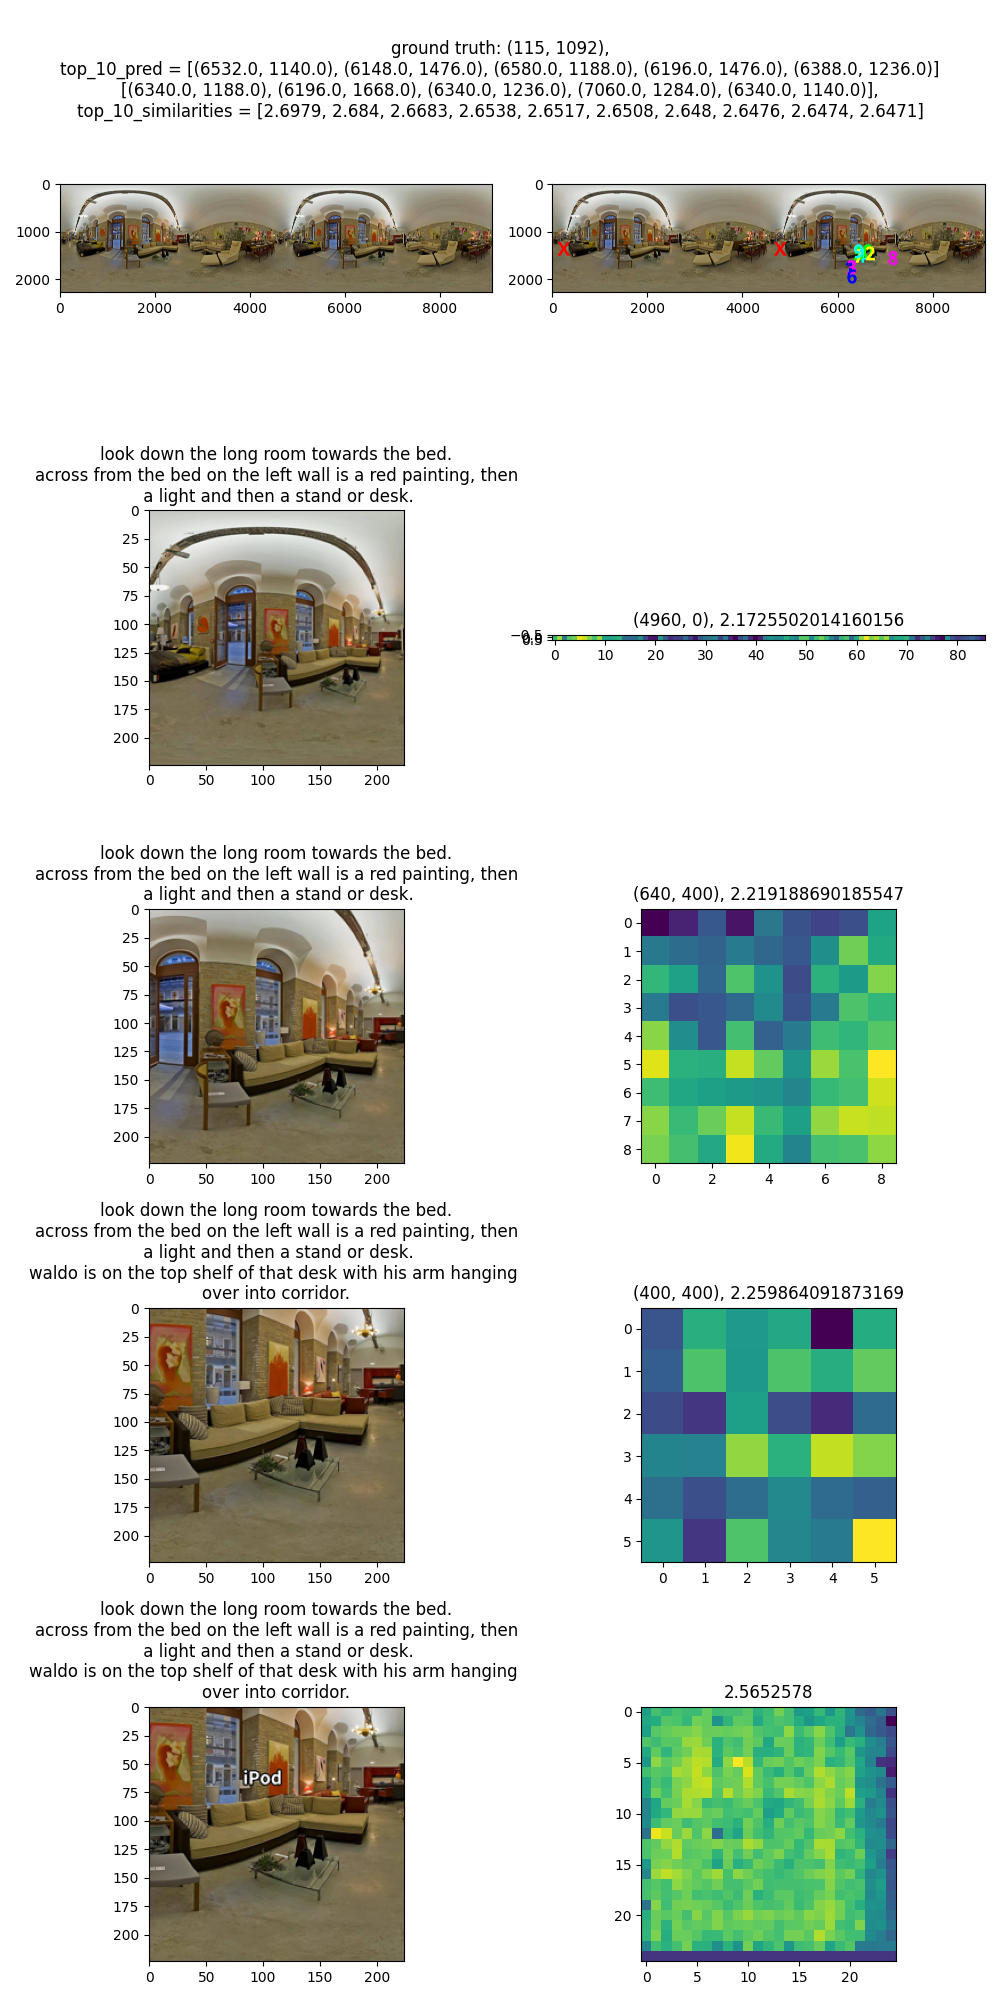 ground truth: (115, 1092),
top_10_pred = [(6532.0, 1140.0), (6148.0, 1476.0), (6580.0, 1188.0), (6196.0, 1476.0), (6388.0, 1236.0)]
[(6340.0, 1188.0), (6196.0, 1668.0), (6340.0, 1236.0), (7060.0, 1284.0), (6340.0, 1140.0)],
top_10_similarities = [2.6979, 2.684, 2.6683, 2.6538, 2.6517, 2.6508, 2.648, 2.6476, 2.6474, 2.6471]
0
1000
2000
0 2000 4000 6000 8000
0
1000
2000
X X
6
0 2000 4000 6000 8000
look down the long room towards the bed.
across from the bed on the left wall is a red painting, then
a light and then a stand or desk.
0
25
50
75
100
125
150
175
200
0 50 100 150 200
(4960, 0), 2.1725502014160156
0 10 20 30 40 50 60 70 80
look down the long room towards the bed.
across from the bed on the left wall is a red painting, then
a light and then a stand or desk.
0
25
50
75
100
125
150
175
200
0 50 100 150 200
(640, 400), 2.219188690185547
0
1
2
3
4
5
6
7
8
0 2 4 6 8
look down the long room towards the bed.
across from the bed on the left wall is a red painting, then
a light and then a stand or desk.
waldo is on the top shelf of that desk with his arm hanging
over into corridor.
0
25
50
75
100
125
150
175
200
0 50 100 150 200
(400, 400), 2.259864091873169
0
1
2
3
4
5
0 1 2 3 4 5
look down the long room towards the bed.
across from the bed on the left wall is a red painting, then
a light and then a stand or desk.
waldo is on the top shelf of that desk with his arm hanging
over into corridor.
0
25
50
75
100
125
150
175
200
iPod
0 50 100 150 200
2.5652578
0
5
10
15
20
0 5 10 15 20